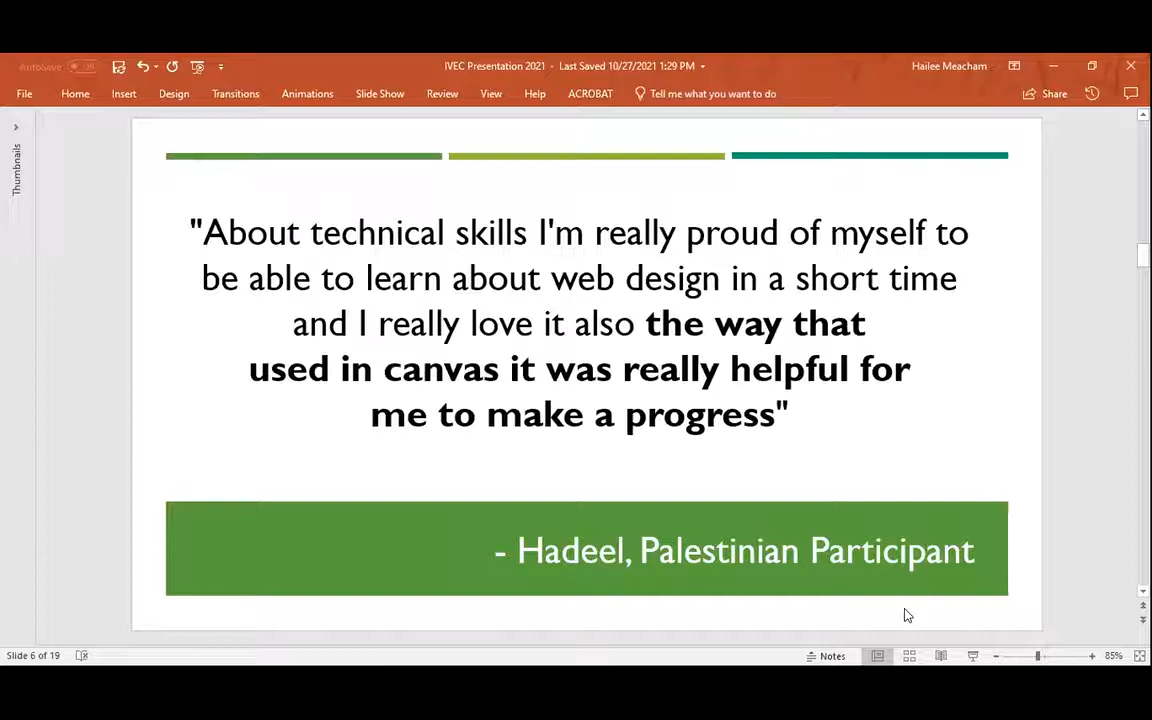 AutoSave Off IVEC Presentation 2021 - Last Saved 10/27/2021 1:29 PM Hailee Meacham
File Home Insert Design Transitions Animations Slide Show Review View Help ACROBAT Tell me what you want to do Share
Thumbnails
"About technical skills I'm really proud of myself to
be able to learn about web design in a short time
and I really love it also the way that
used in canvas it was really helpful for
me to make a progress"
- Hadeel, Palestinian Participant
Slide 6 of 19 Notes 85%